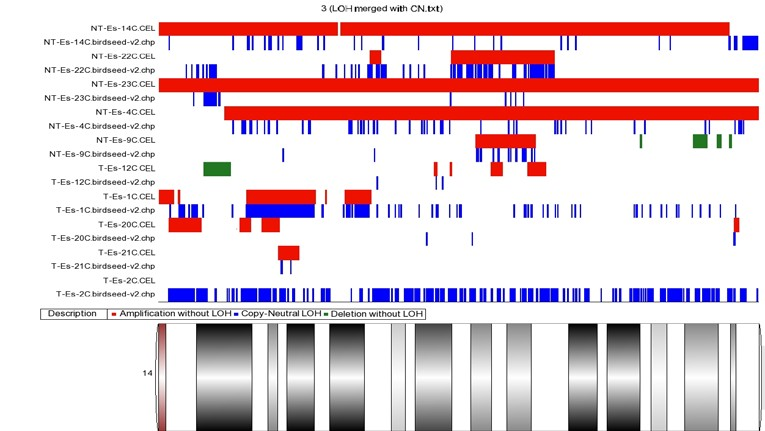 3 (LOH merged with CN.txt)
NT-Es-14C.CEL
NT-Es-14C.birdseed-v2.chp
NT-Es-22C.CEL
NT-Es-22C.birdseed-v2.chp
NT-Es-23C.CEL
NT-Es-23C.birdseed-v2.chp
NT-Es-4C.CEL
NT-Es-4C.birdseed-v2.chp
NT-Es-9C.CEL
NT-Es-9C.birdseed-v2.chp
T-Es-12C.CEL
T-Es-12C.birdseed-v2.chp
T-Es-1C.CEL
T-Es-1C.birdseed-v2.chp
T-Es-20C.CEL
T-Es-20C.birdseed-v2.chp
T-Es-21C.CEL
T-Es-21C.birdseed-v2.chp
T-Es-2C.CEL
T-Es-2C.birdseed-v2.chp
Description Amplification without LOH Copy-Neutral LOH Deletion without LOH
14